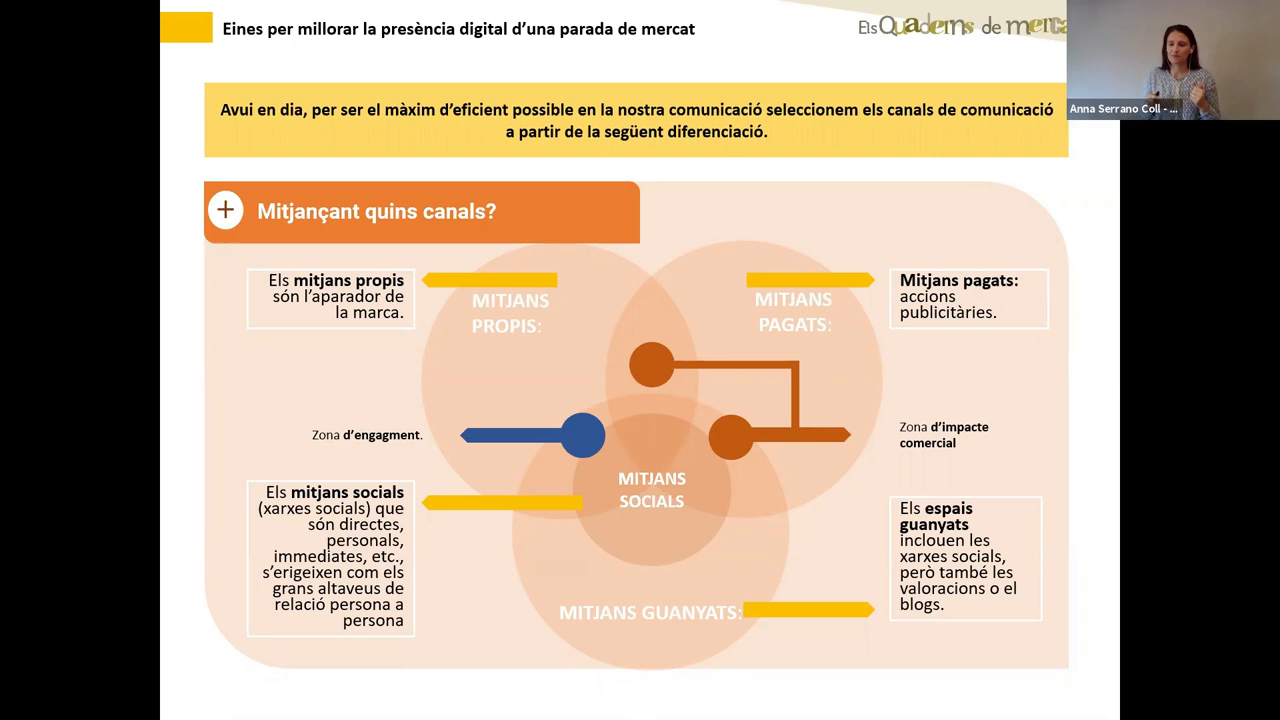 Eines per millorar la presència digital d'una parada de mercat
Els Quaderns de
Anna Serrano Coll - ...
Avui en dia, per ser el màxim d'eficient possible en la nostra comunicació seleccionem els canals de comunicació
a partir de la següent diferenciació.
Mitjançant quins canals?
Els mitjans propis
són l'aparador de
la marca.
MITJANS
PROPIS:
MITJANS
PAGATS:
Mitjans pagats:
accions
publicitàries.
Zona d'engagment.
Zona d'impacte
comercial
MITJANS
SOCIALS
Els mitjans socials
(xarxes socials) que
són directes,
personals,
immediates, etc.,
s'erigeixen com els
grans altaveus de
relació persona a
persona
Els espais
guanyats
inclouen les
xarxes socials,
però també les
valoracions o el
blogs.
MITJANS GUANYATS: